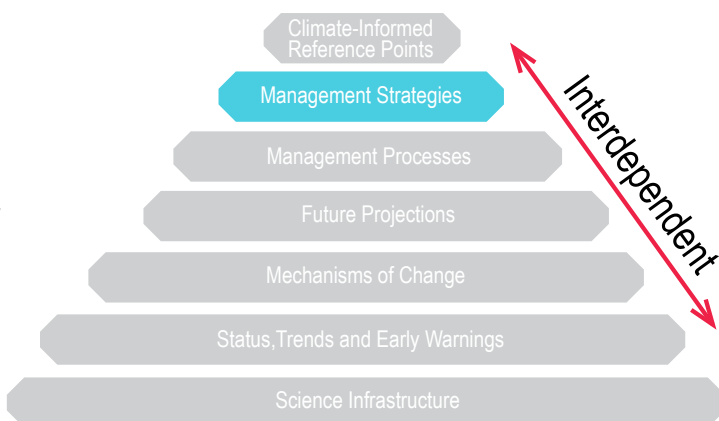 Climate-Informed
Reference Points
Management Strategies
Management Processes
Future Projections
Mechanisms of Change
Status,Trends and Early Warnings
Science Infrastructure
Interdependent